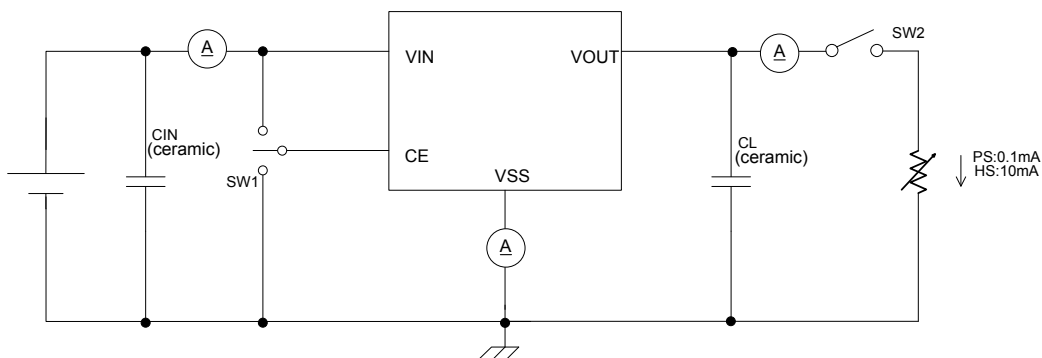 A
A
SW2
VIN
VOUT
CIN
(ceramic)
CE
CL
(ceramic)
SW1
VSS
PS:0.1mA
HS:10mA
A